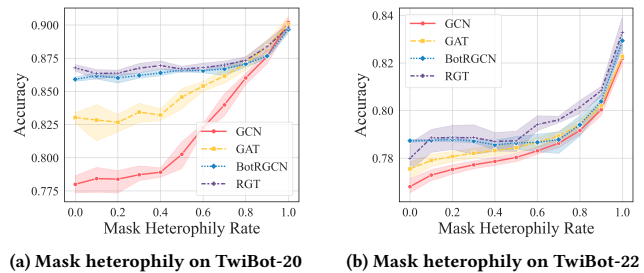 0.900
0.875
0.850
0.825
0.800
0.775
Accuracy
GCN
GAT
BotRGCN
RGT
0.0 0.2 0.4 0.6 0.8 1.0
Mask Heterophily Rate
(a) Mask heterophily on TwiBot-20
0.84
0.82
0.80
0.78
Accuracy
GCN
GAT
BotRGCN
RGT
0.0 0.2 0.4 0.6 0.8 1.0
Mask Heterophily Rate
(b) Mask heterophily on TwiBot-22